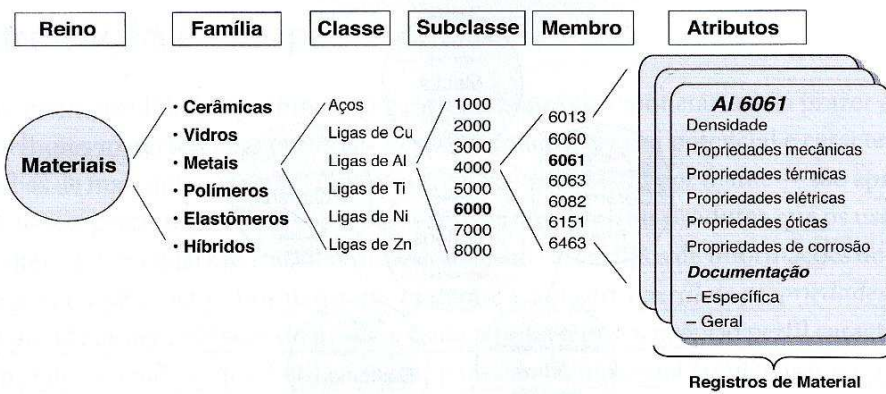 Reino
Família
Classe
Subclasse
Membro
Atributos
Materiais
· Cerâmicas
· Vidros
· Metais
· Polímeros
· Elastômeros
· Híbridos
Aços
Ligas de Cu
Ligas de Al
Ligas de Ti
Ligas de Ni
Ligas de Zn
1000
2000
3000
4000
5000
6000
7000
8000
6013
6060
6061
6063
6082
6151
6463
Al 6061
Densidade
Propriedades mecânicas
Propriedades térmicas
Propriedades elétricas
Propriedades óticas
Propriedades de corrosão
Documentação
– Específica
– Geral
Registros de Material